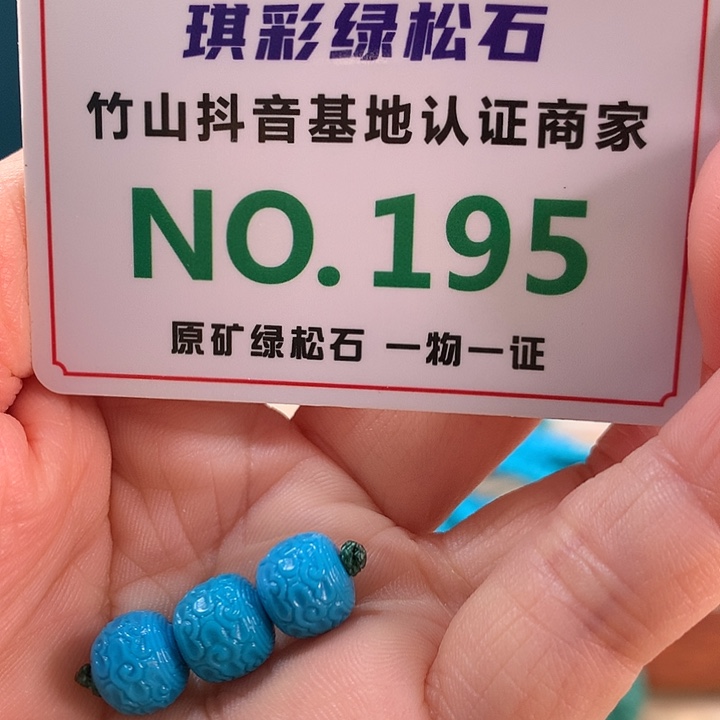 琪彩绿松石
竹山抖音基地认证商家
NO.195
原矿绿松石 一物一证